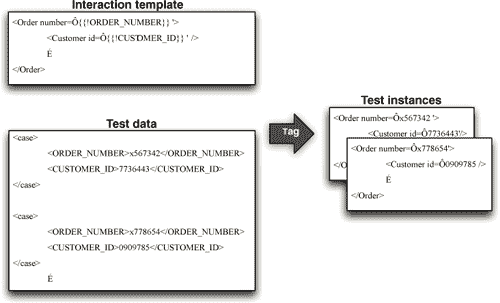 Interaction template
<Order number=Ô{{!ORDER_NUMBER}} '>
<Customer id=Ô{{!CUSTOMER_ID}} ' />
É
</Order>
Test data
<case>
<ORDER_NUMBER>x567342</ORDER_NUMBER>
<CUSTOMER_ID>7736443</CUSTOMER_ID>
</case>
<case>
<ORDER_NUMBER>x778654</ORDER_NUMBER>
<CUSTOMER_ID>0909785</CUSTOMER_ID>
</case>
É
Tag
Test instances
<Order number=Ôx567342 '>
<Customer id=Ô7736443'/>
</O
<Order number=Ôx778654'>
<Customer id=Ô0909785 />
É
</Order>